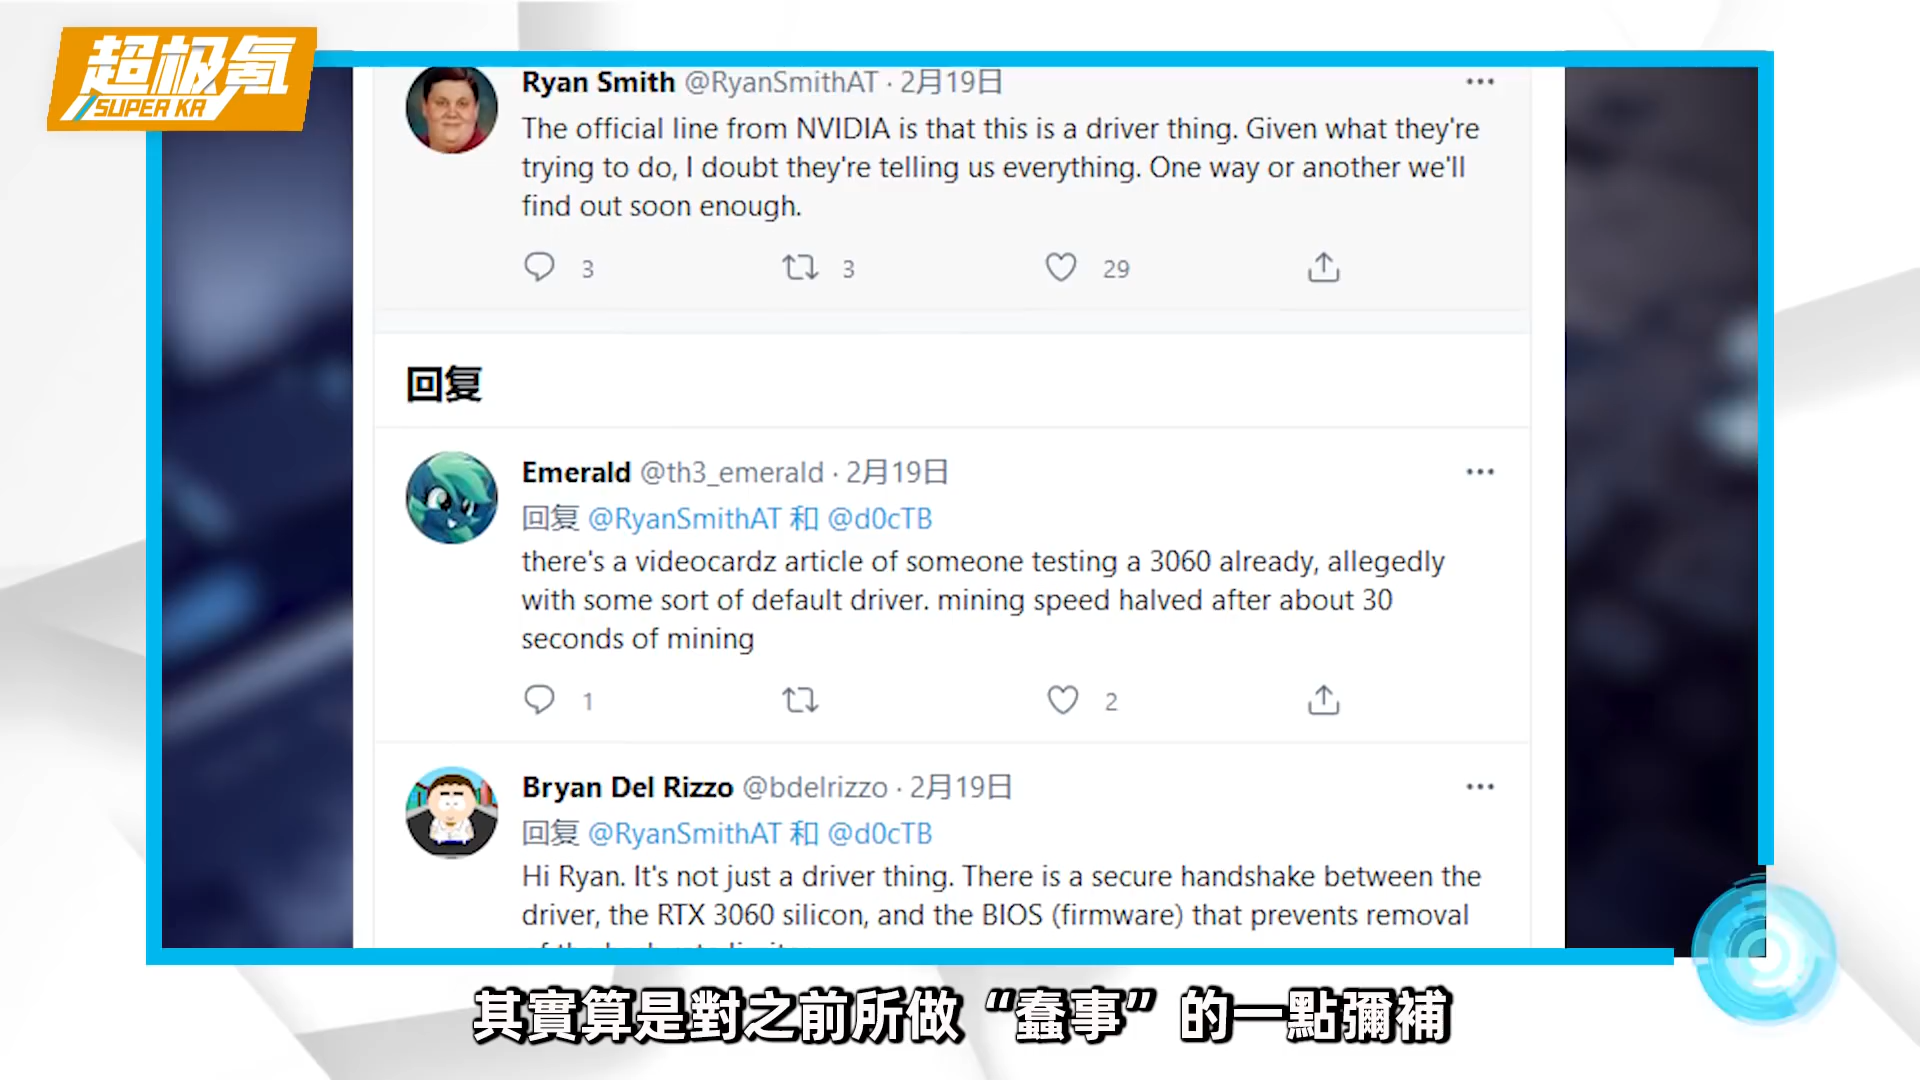 超极氪
SUPER KR
Ryan Smith @RyanSmithAT · 2月19日
The official line from NVIDIA is that this is a driver thing. Given what they're
trying to do, I doubt they're telling us everything. One way or another we'll
find out soon enough.
3 3 29
回复
Emerald @th3_emerald · 2月19日
回复 @RyanSmithAT 和 @d0cTB
there's a videocardz article of someone testing a 3060 already, allegedly
with some sort of default driver. mining speed halved after about 30
seconds of mining
1 2
Bryan Del Rizzo @bdelrizzo · 2月19日
回复 @RyanSmithAT 和 @d0cTB
Hi Ryan. It's not just a driver thing. There is a secure handshake between the
driver, the RTX 3060 silicon, and the BIOS (firmware) that prevents removal
其實算是對之前所做“蠢事”的一點彌補